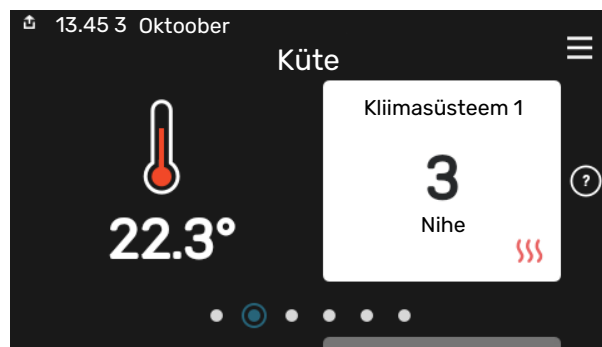 13.45 3 Oktoober
Küte
Kliimasüsteem 1
3
Nihe
22.3°
?